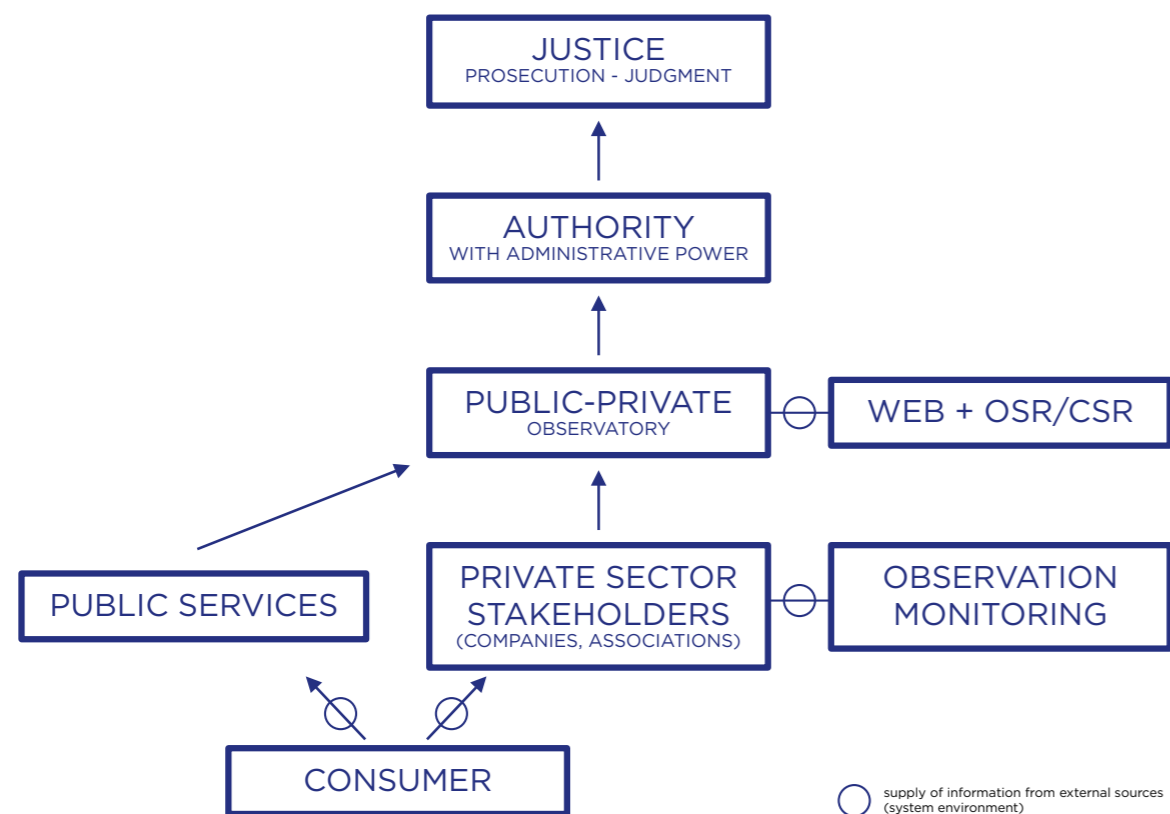 JUSTICE
PROSECUTION - JUDGMENT
AUTHORITY
WITH ADMINISTRATIVE POWER
PUBLIC-PRIVATE
OBSERVATORY
WEB + OSR/CSR
PUBLIC SERVICES
PRIVATE SECTOR
STAKEHOLDERS
(COMPANIES, ASSOCIATIONS)
OBSERVATION
MONITORING
CONSUMER
supply of information from external sources
(system environment)